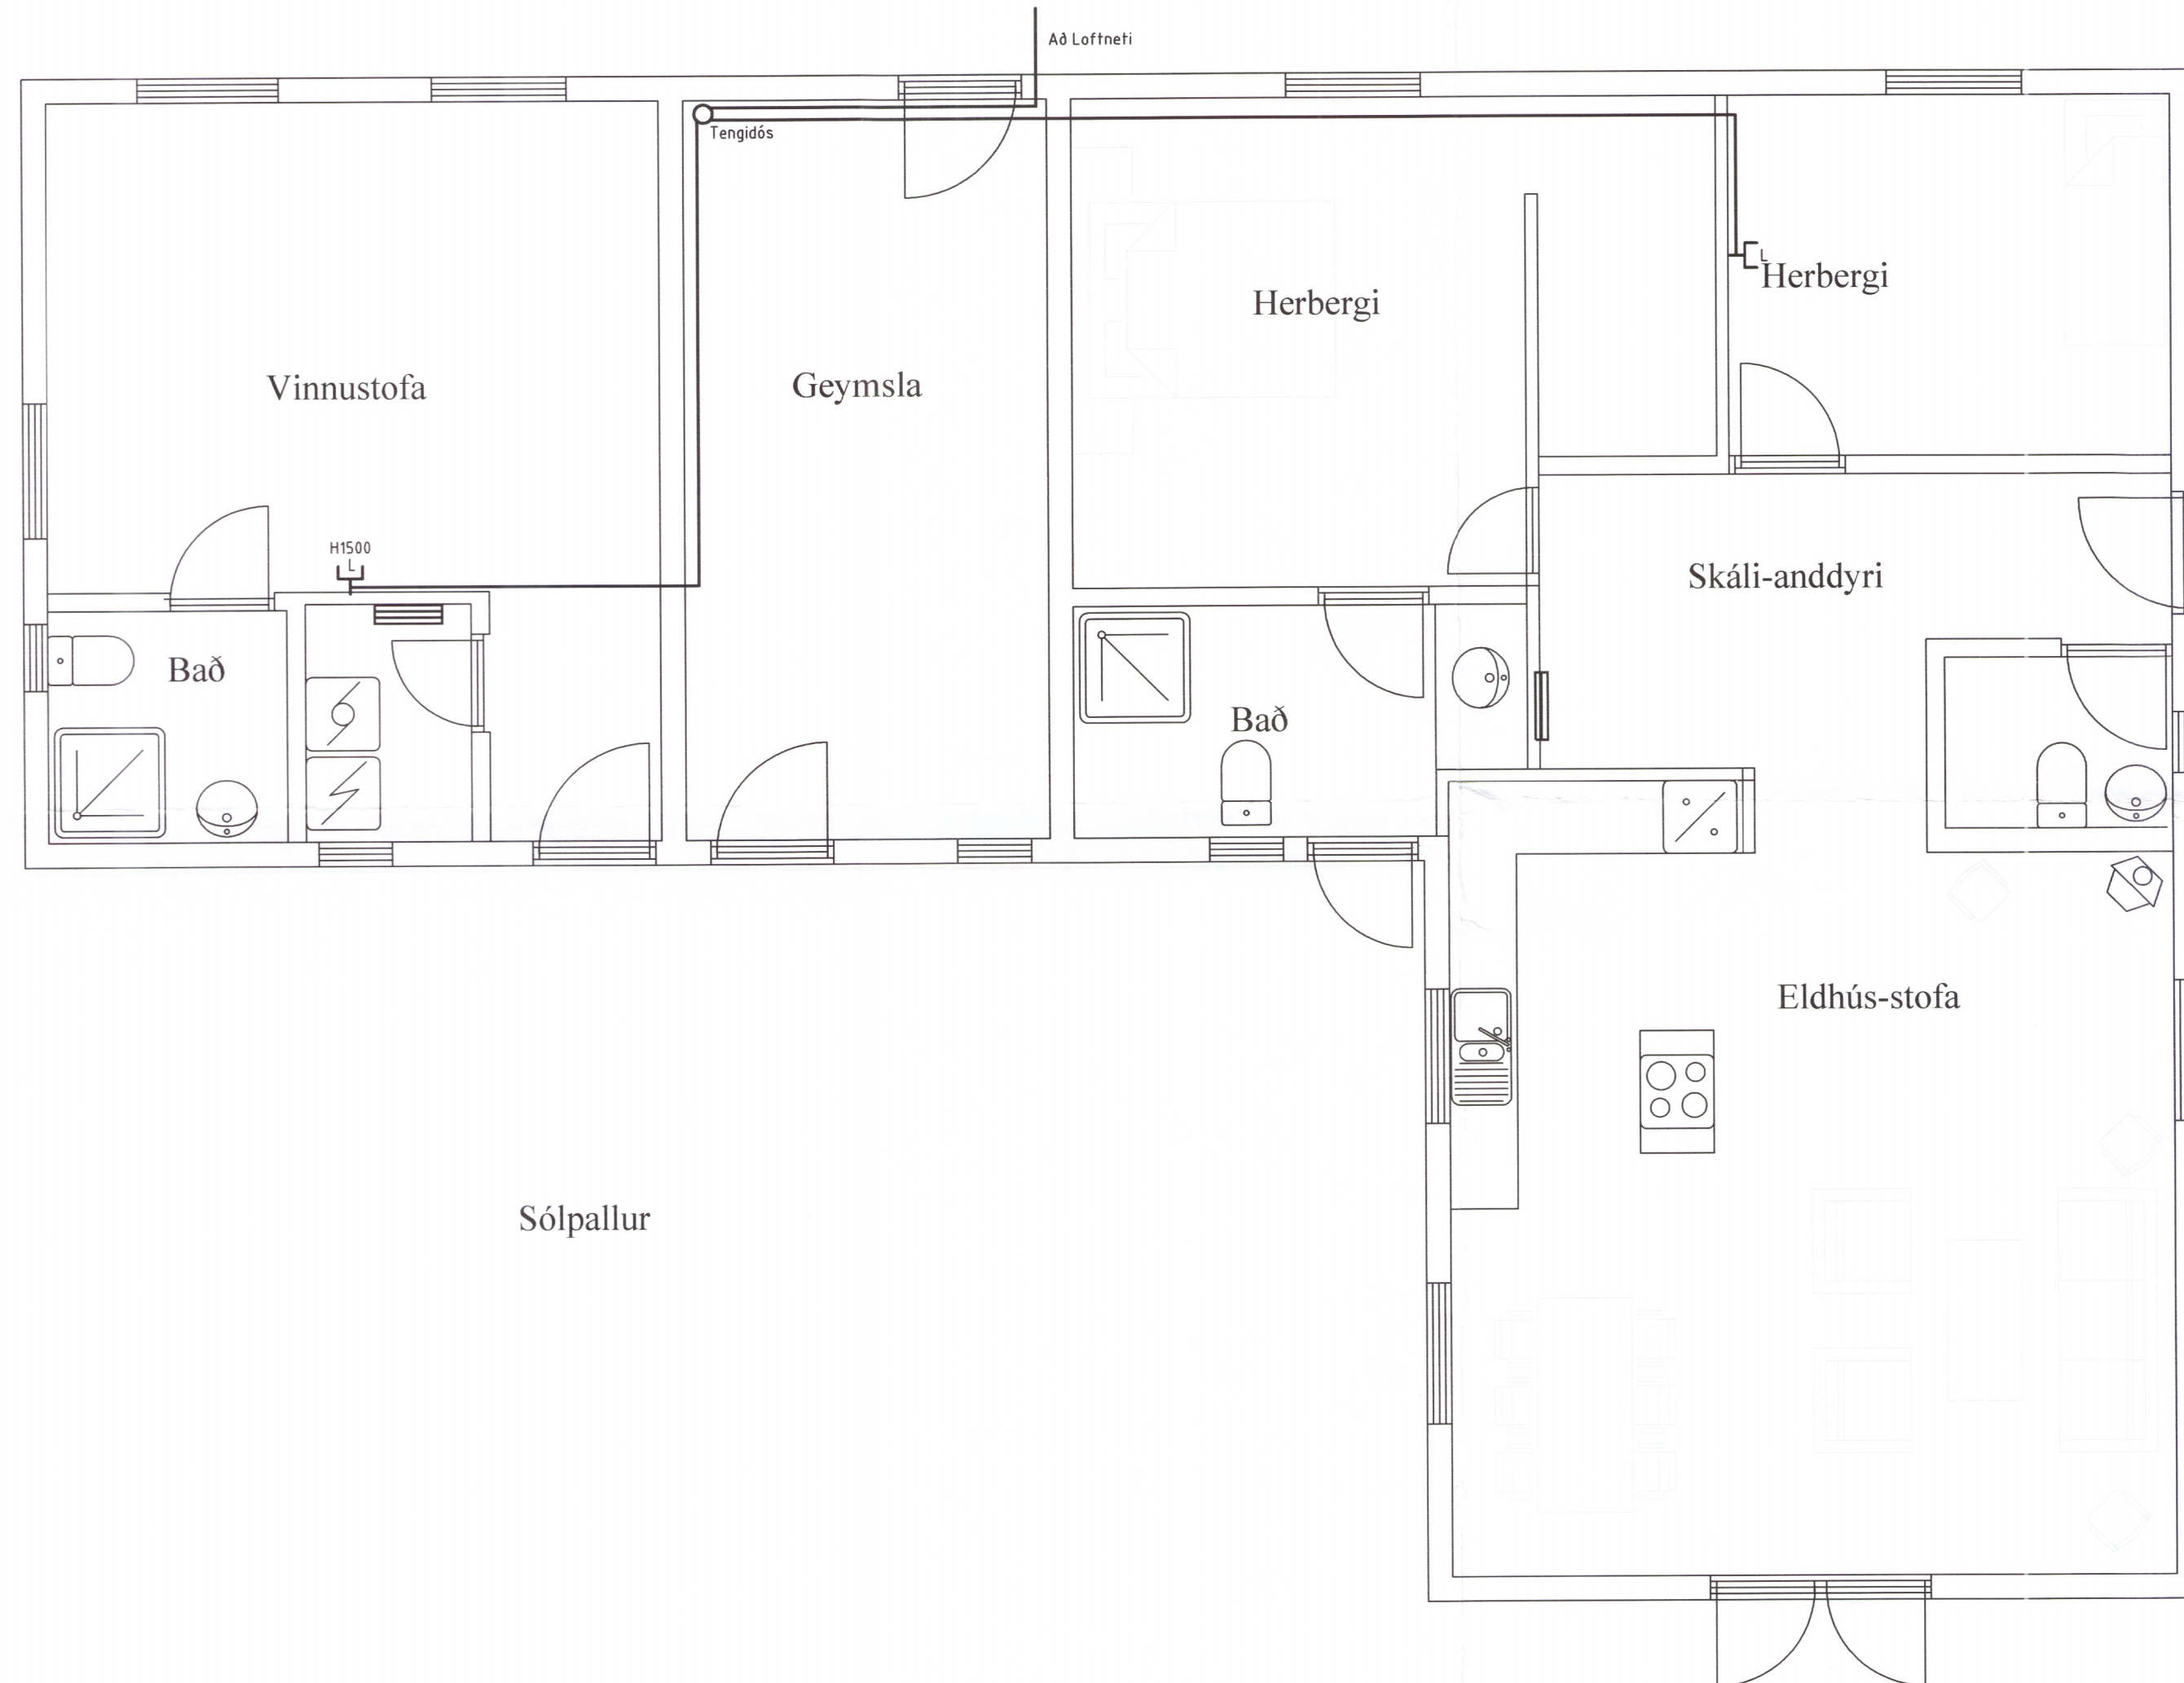 Að Loftneti
Tengidós
L
Herbergi
Herbergi
Vinnustofa
Geymsla
H1500
L
Skáli-anddyri
Bað
Bað
Eldhús-stofa
Sólpallur